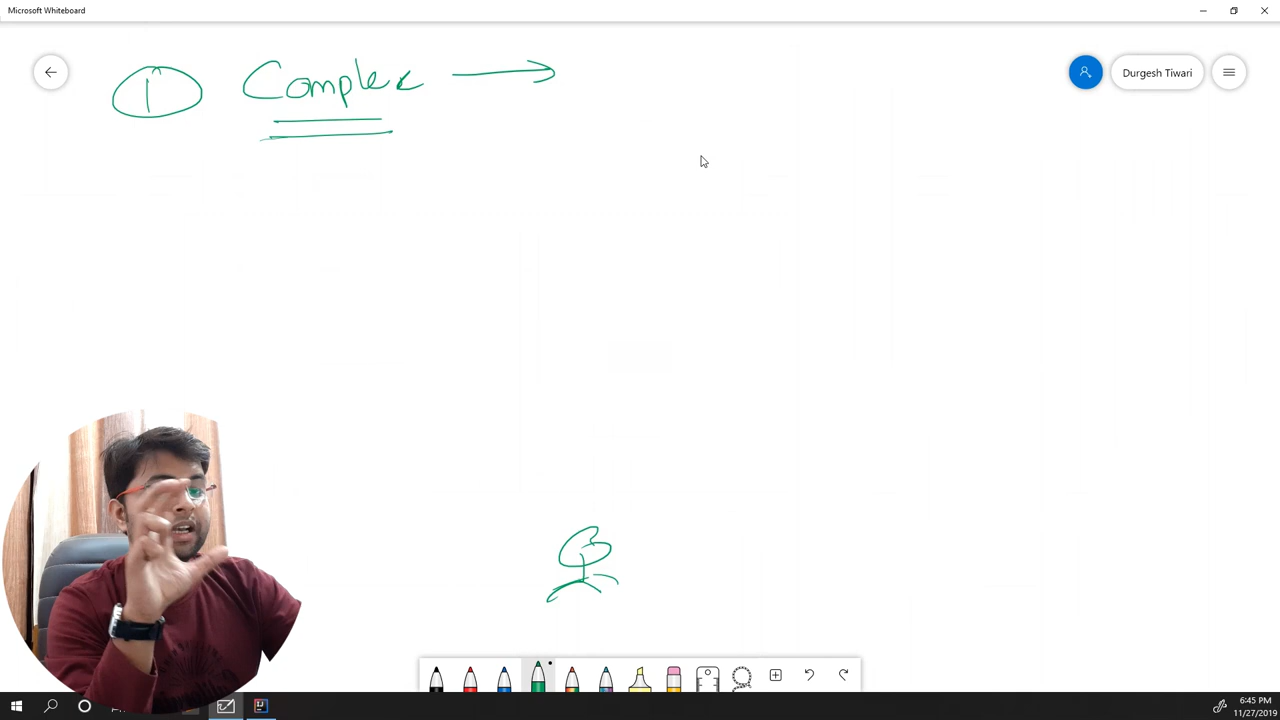 Microsoft Whiteboard
① Complex →
Durgesh Tiwari
6:45 PM
11/27/2019